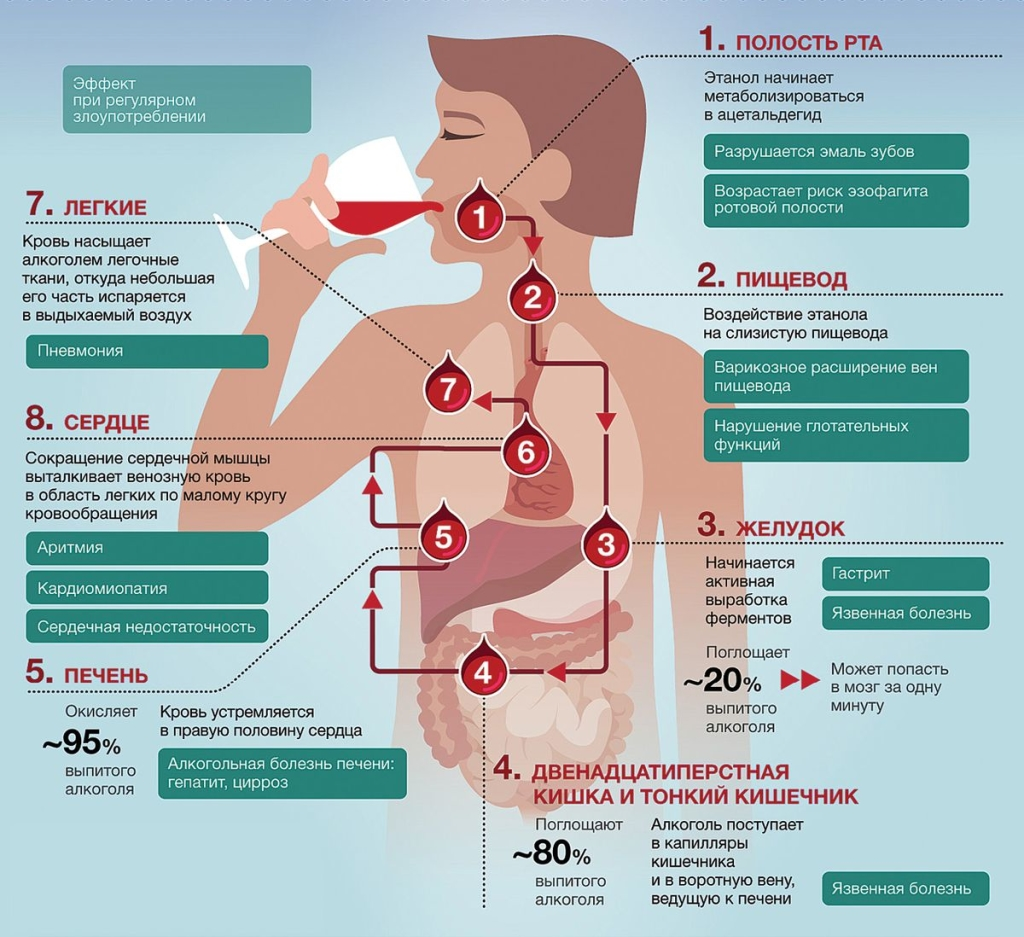 Эффект
при регулярном
злоупотреблении
1. ПОЛОСТЬ РТА
Этанол начинает
метаболизироваться
в ацетальдегид
Разрушается эмаль зубов
Возрастает риск эзофагита
ротовой полости
2. ПИЩЕВОД
Воздействие этанола
на слизистую пищевода
Варикозное расширение вен
пищевода
Нарушение глотательных
функций
3. ЖЕЛУДОК
Начинается
активная
выработка
ферментов
Гастрит
Язвенная болезнь
Поглощает
~20%
выпитого
алкоголя
Может попасть
в мозг за одну
минуту
4. ДВЕНАДЦАТИПЕРСТНАЯ
КИШКА И ТОНКИЙ КИШЕЧНИК
Поглощают
~80%
выпитого
алкоголя
Алкоголь поступает
в капилляры
кишечника
и в воротную вену,
ведущую к печени
Язвенная болезнь
7. ЛЕГКИЕ
Кровь насыщает
алкоголем легочные
ткани, откуда небольшая
его часть испаряется
в выдыхаемый воздух
Пневмония
8. СЕРДЦЕ
Сокращение сердечной мышцы
выталкивает венозную кровь
в область легких по малому кругу
кровообращения
Аритмия
Кардиомиопатия
Сердечная недостаточность
5. ПЕЧЕНЬ
Окисляет
~95%
выпитого
алкоголя
Кровь устремляется
в правую половину сердца
Алкогольная болезнь печени:
гепатит, цирроз
1
2
7
6
5
3
4